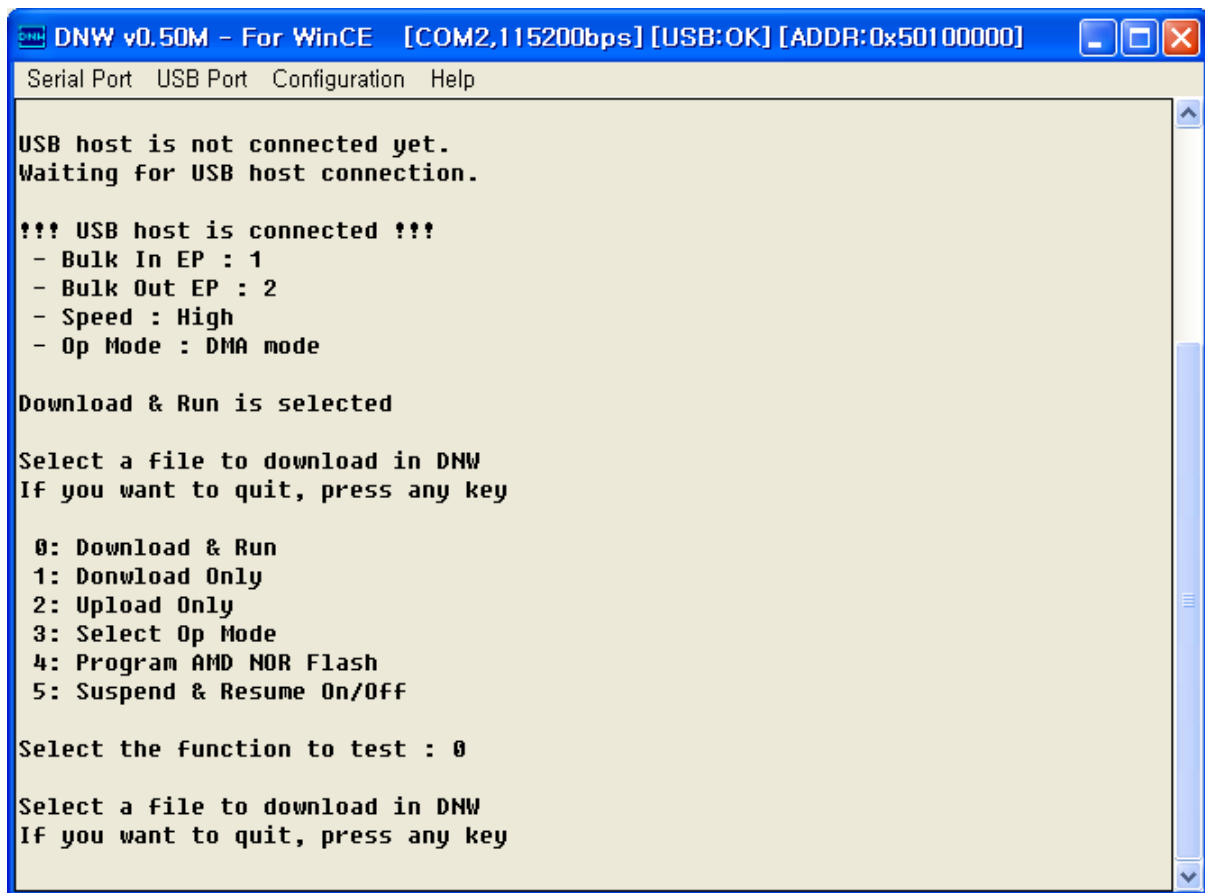 DNW v0.50M - For WinCE [COM2,115200bps] [USB:OK] [ADDR:0x50100000]
Serial Port USB Port Configuration Help
USB host is not connected yet.
Waiting for USB host connection.
!!! USB host is connected !!!
- Bulk In EP : 1
- Bulk Out EP : 2
- Speed : High
- Op Mode : DMA mode
Download & Run is selected
Select a file to download in DNW
If you want to quit, press any key
0: Download & Run
1: Donwload Only
2: Upload Only
3: Select Op Mode
4: Program AMD NOR Flash
5: Suspend & Resume On/Off
Select the function to test : 0
Select a file to download in DNW
If you want to quit, press any key